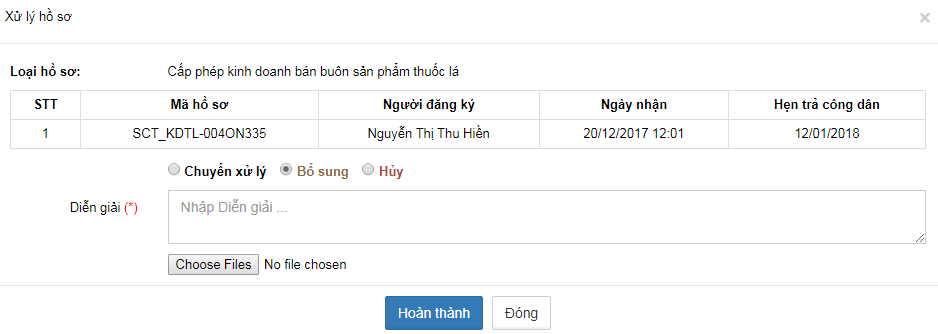 Xử lý hồ sơ ×
Loại hồ sơ: Cấp phép kinh doanh bán buôn sản phẩm thuốc lá
STT Mã hồ sơ Người đăng ký Ngày nhận Hẹn trả công dân
1 SCT_KDTL-004ON335 Nguyễn Thị Thu Hiền 20/12/2017 12:01 12/01/2018
Chuyển xử lý Bổ sung Hủy
Diễn giải (*) Nhập Diễn giải ...
Choose Files No file chosen
Hoàn thành Đóng